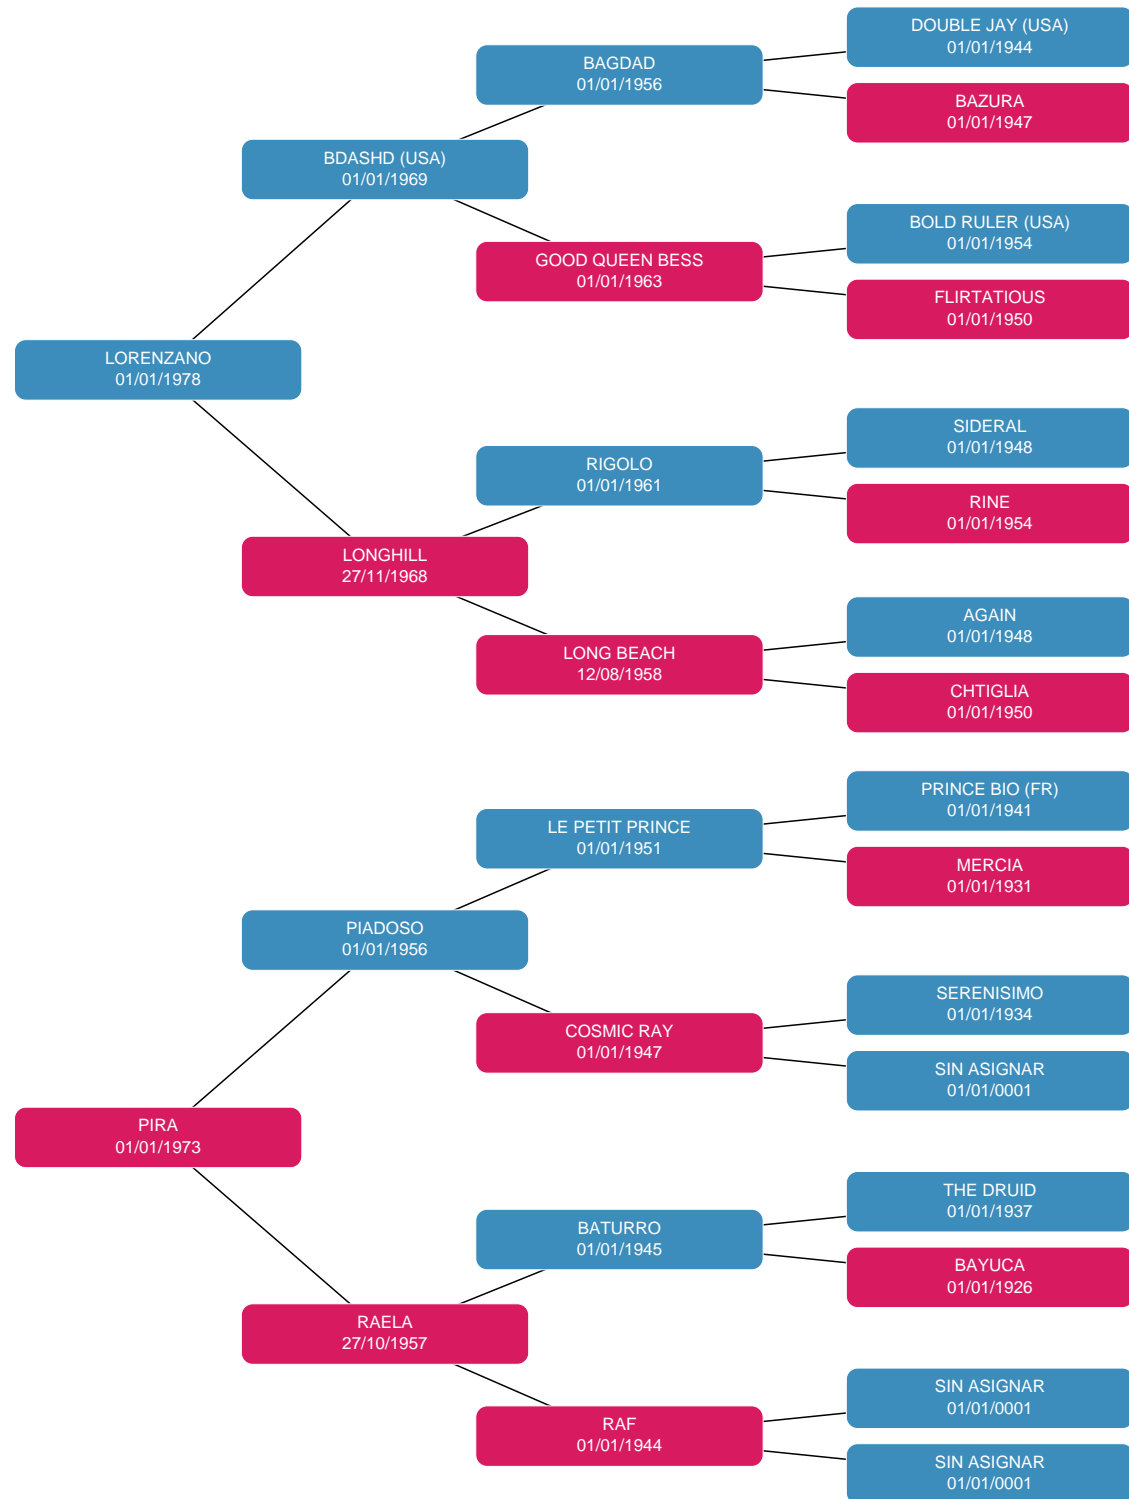 DOUBLE JAY (USA)
01/01/1944
BAGDAD
01/01/1956
BAZURA
01/01/1947
BDASHD (USA)
01/01/1969
BOLD RULER (USA)
01/01/1954
GOOD QUEEN BESS
01/01/1963
FLIRTATIOUS
01/01/1950
LORENZANO
01/01/1978
SIDERAL
01/01/1948
RIGOLO
01/01/1961
RINE
01/01/1954
LONGHILL
27/11/1968
AGAIN
01/01/1948
LONG BEACH
12/08/1958
CHTIGLIA
01/01/1950
PRINCE BIO (FR)
01/01/1941
LE PETIT PRINCE
01/01/1951
MERCIA
01/01/1931
PIADOSO
01/01/1956
SERENISIMO
01/01/1934
COSMIC RAY
01/01/1947
SIN ASIGNAR
01/01/0001
PIRA
01/01/1973
THE DRUID
01/01/1937
BATURRO
01/01/1945
BAYUCA
01/01/1926
RAELA
27/10/1957
SIN ASIGNAR
01/01/0001
RAF
01/01/1944
SIN ASIGNAR
01/01/0001